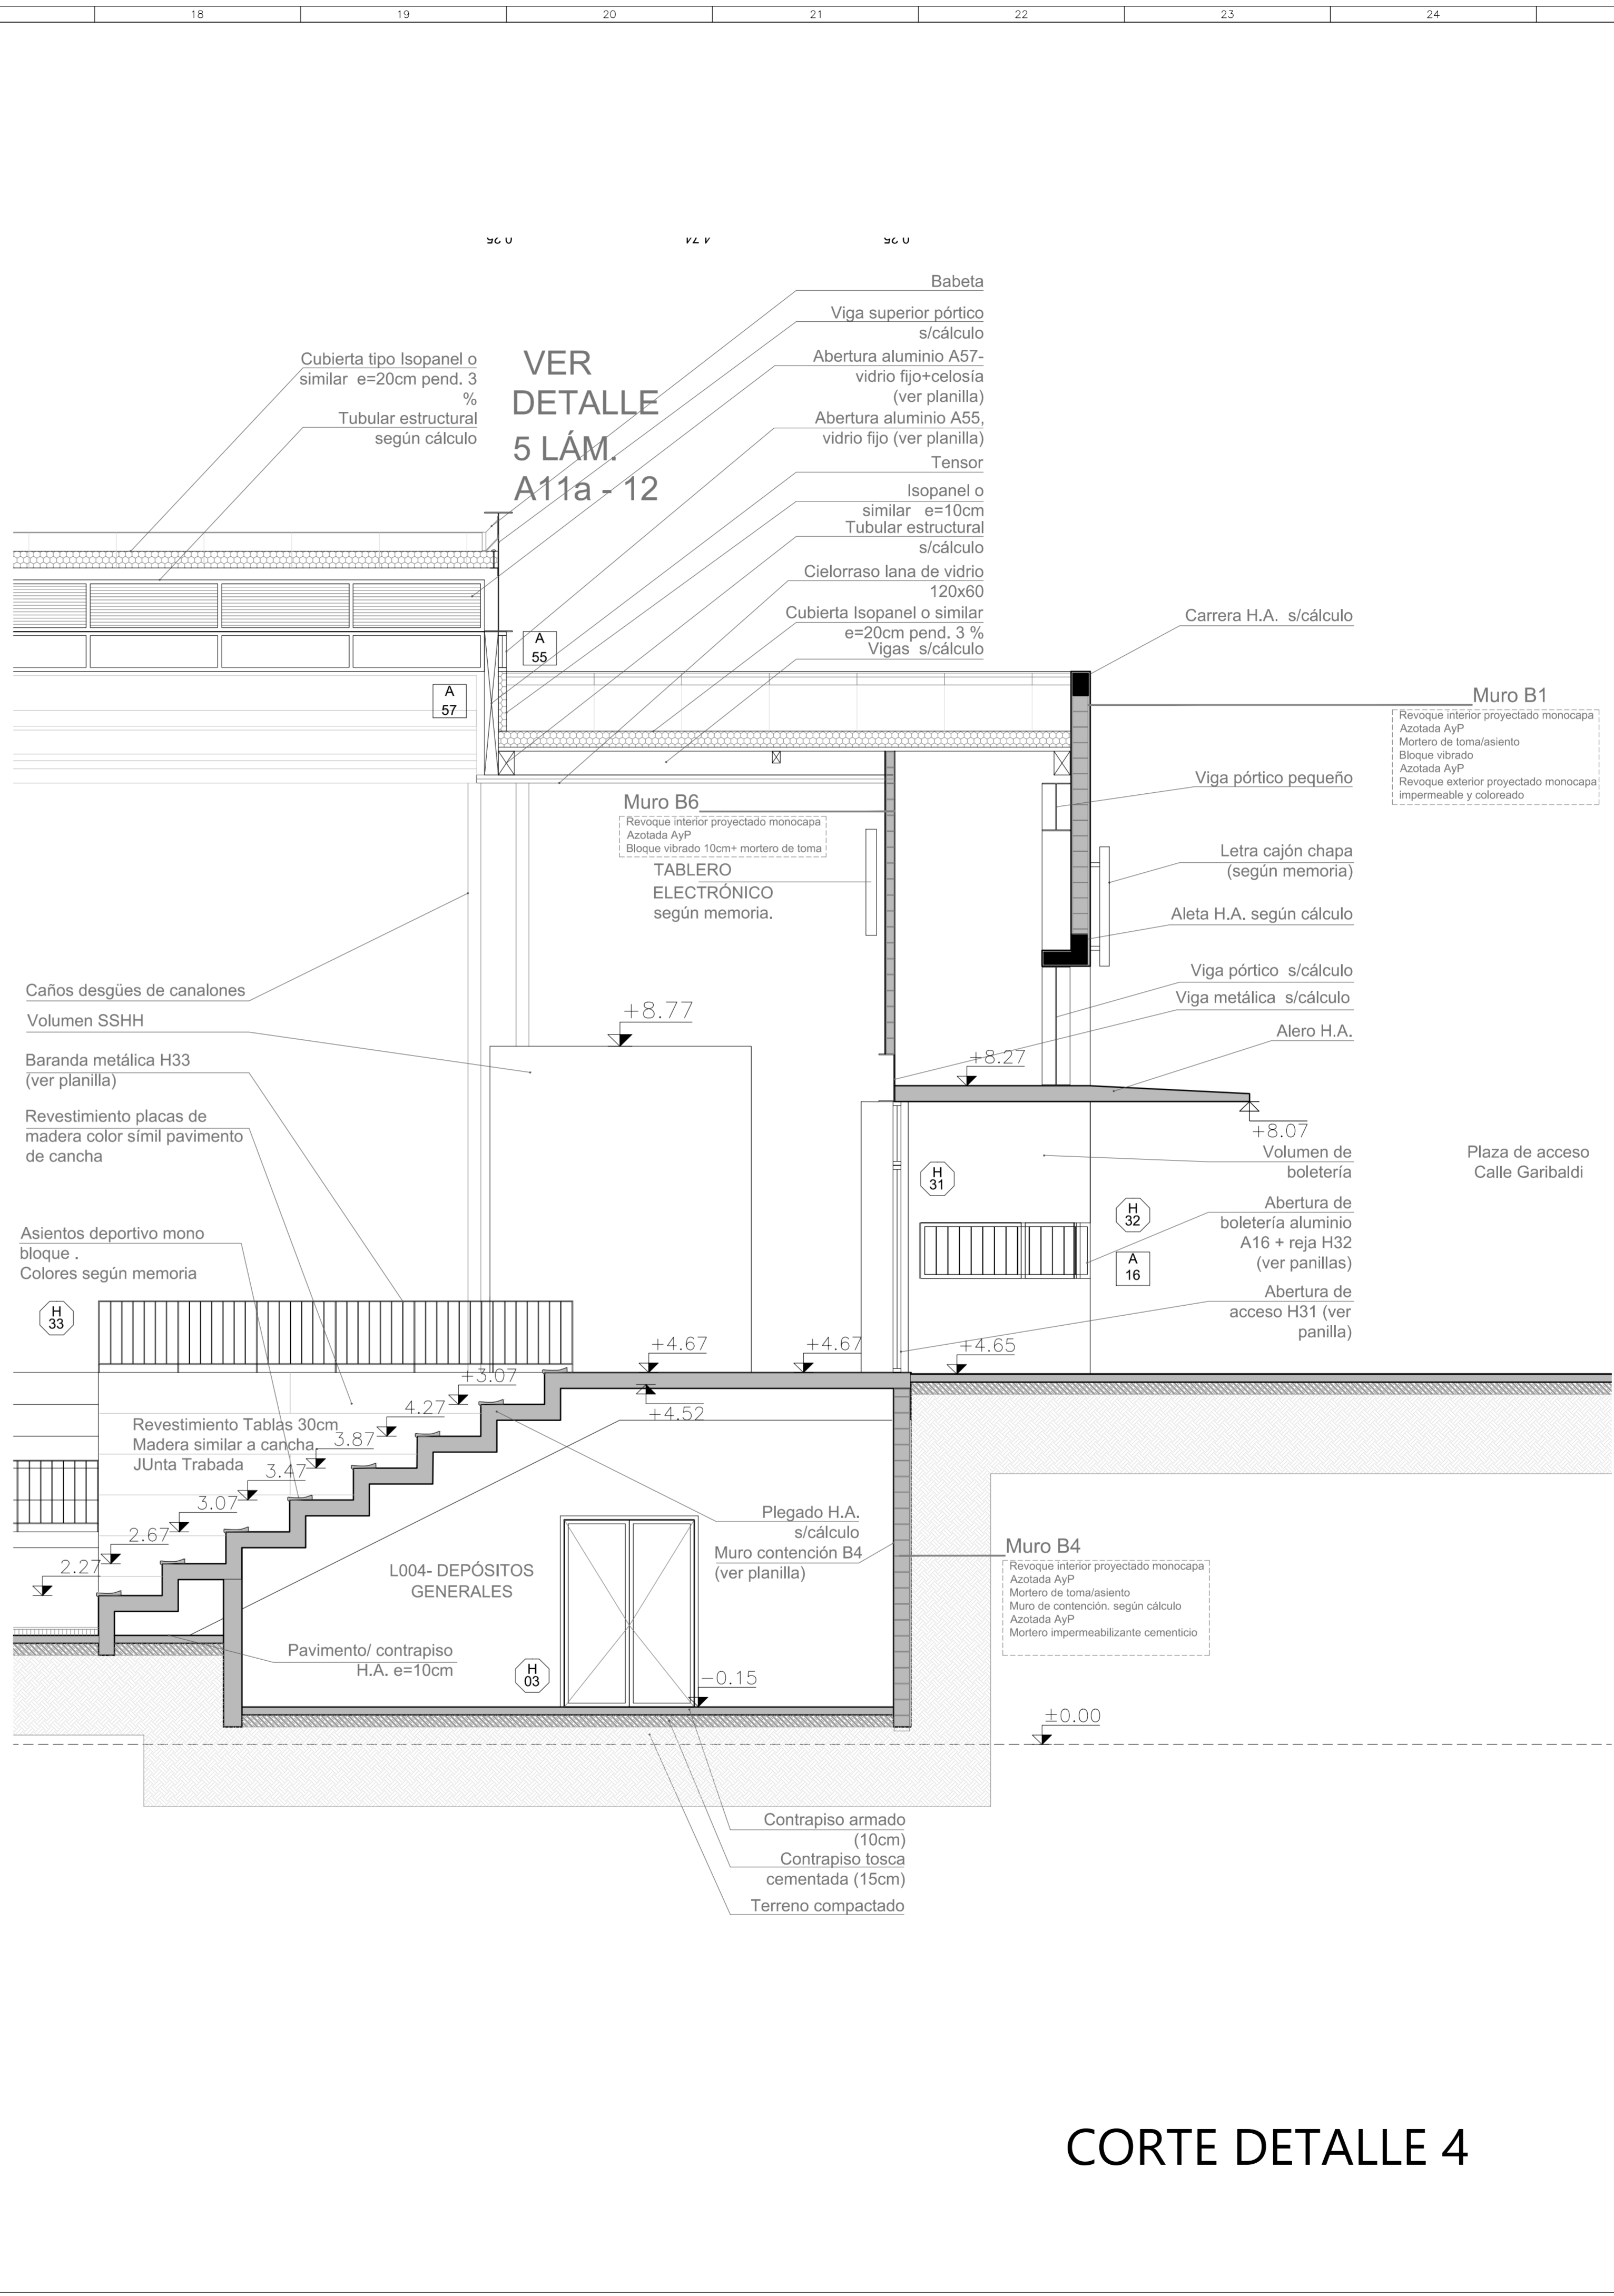 18 19 20 21 22 23 24
Babeta
Viga superior pórtico
s/cálculo
Abertura aluminio A57-
vidrio fijo+celosía
(ver planilla)
Abertura aluminio A55,
vidrio fijo (ver planilla)
Tensor
Isopanel o
similar e=10cm
Tubular estructural
s/cálculo
Cielorraso lana de vidrio
120x60
Cubierta Isopanel o similar
e=20cm pend. 3 %
Vigas s/cálculo
Cubierta tipo Isopanel o
similar e=20cm pend. 3
%
Tubular estructural
según cálculo
VER
DETALLE
5 LÁM.
A11a - 12
A
55
A
57
Carrera H.A. s/cálculo
Muro B1
Revoque interior proyectado monocapa
Azotada AyP
Mortero de toma/asiento
Bloque vibrado
Azotada AyP
Revoque exterior proyectado monocapa
impermeable y coloreado
Viga pórtico pequeño
Letra cajón chapa
(según memoria)
Aleta H.A. según cálculo
Viga pórtico s/cálculo
Viga metálica s/cálculo
Alero H.A.
Muro B6
Revoque interior proyectado monocapa
Azotada AyP
Bloque vibrado 10cm+ mortero de toma
TABLERO
ELECTRÓNICO
según memoria.
Caños desgües de canalones
Volumen SSHH
Baranda metálica H33
(ver planilla)
Revestimiento placas de
madera color símil pavimento
de cancha
Asientos deportivo mono
bloque .
Colores según memoria
H
33
+8.77
+8.27
+8.07
Volumen de
boletería
Plaza de acceso
Calle Garibaldi
H
31
H
32
A
16
Abertura de
boletería aluminio
A16 + reja H32
(ver panillas)
Abertura de
acceso H31 (ver
panilla)
+4.67
+4.67
+4.65
+4.52
+3.07
4.27
3.87
3.47
3.07
2.67
2.27
Revestimiento Tablas 30cm
Madera similar a cancha.
JUnta Trabada
L004- DEPÓSITOS
GENERALES
Plegado H.A.
s/cálculo
Muro contención B4
(ver planilla)
Muro B4
Revoque interior proyectado monocapa
Azotada AyP
Mortero de toma/asiento
Muro de contención. según cálculo
Azotada AyP
Mortero impermeabilizante cementicio
Pavimento/ contrapiso
H.A. e=10cm
H
03
-0.15
±0.00
Contrapiso armado
(10cm)
Contrapiso tosca
cementada (15cm)
Terreno compactado
CORTE DETALLE 4